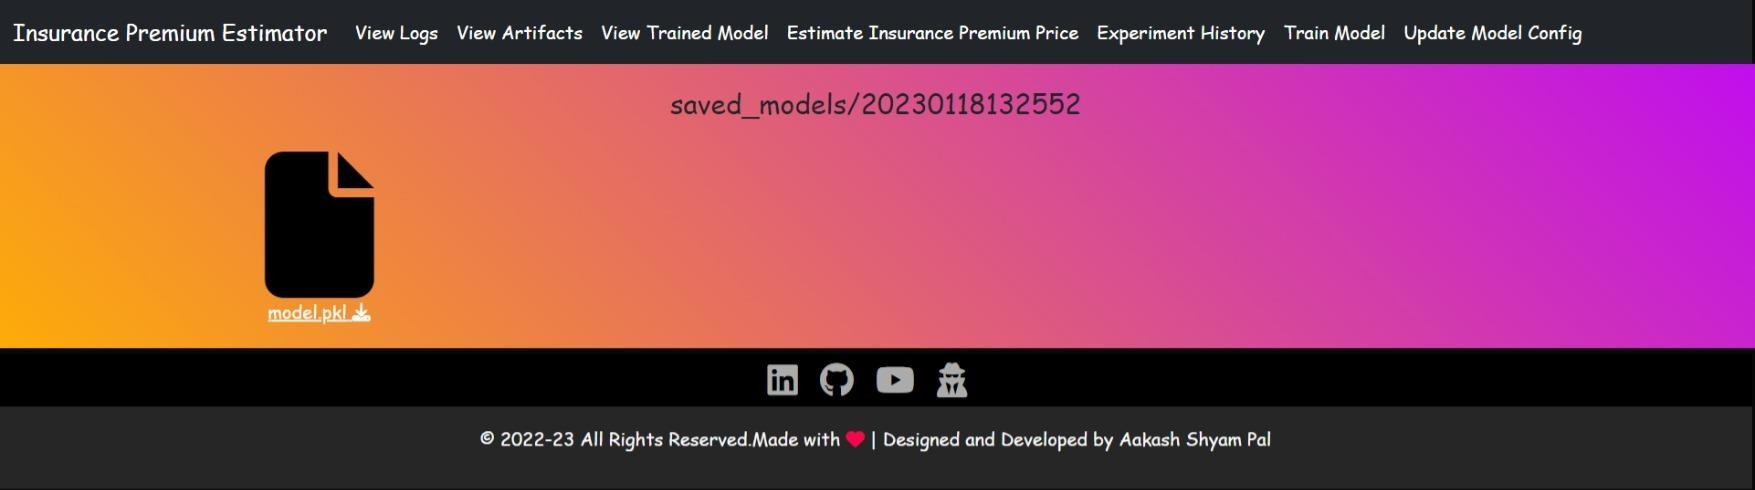 Insurance Premium Estimator View Logs View Artifacts View Trained Model Estimate Insurance Premium Price Experiment History Train Model Update Model Config
saved_models/20230118132552
model.pkl
in
© 2022-23 All Rights Reserved.Made with ❤ | Designed and Developed by Aakash Shyam Pal